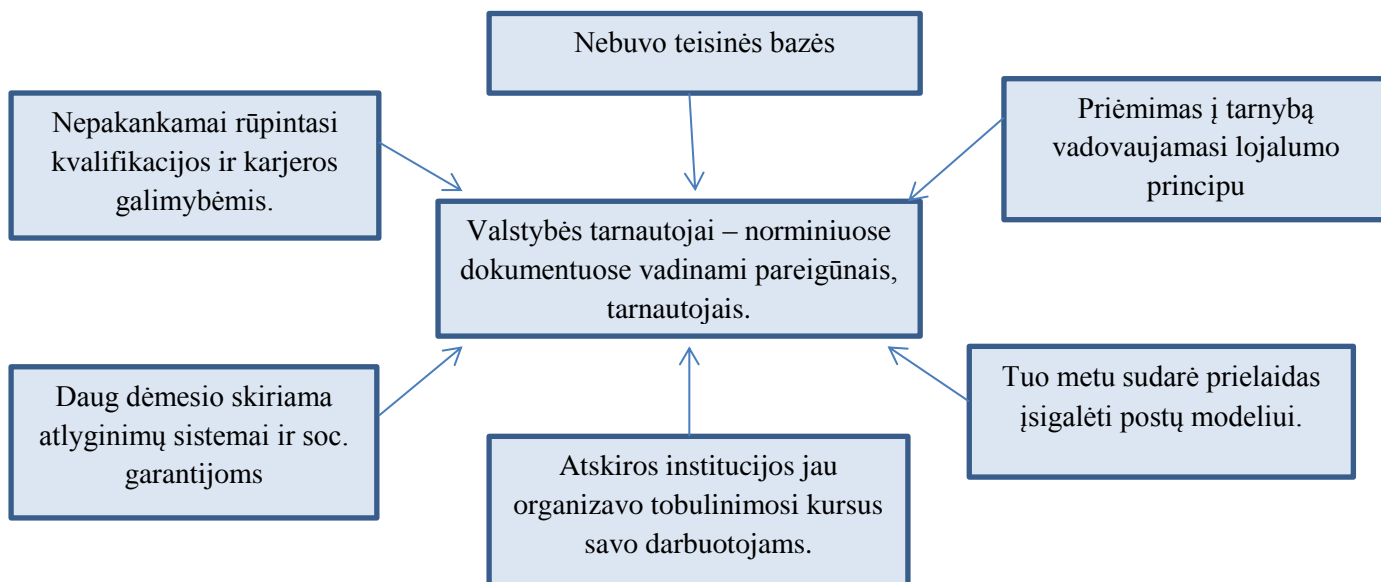 Nebuvo teisinės bazės
Nepakankamai rūpintasi
kvalifikacijos ir karjeros
galimybėmis.
Priėmimas į tarnybą
vadovaujamasi lojalumo
principu
Valstybės tarnautojai – norminiuose
dokumentuose vadinami pareigūnais,
tarnautojais.
Daug dėmesio skiriama
atlyginimų sistemai ir soc.
garantijoms
Atskiros institucijos jau
organizavo tobulinimosi kursus
savo darbuotojams.
Tuo metu sudarė prielaidas
įsigalėti postų modeliui.